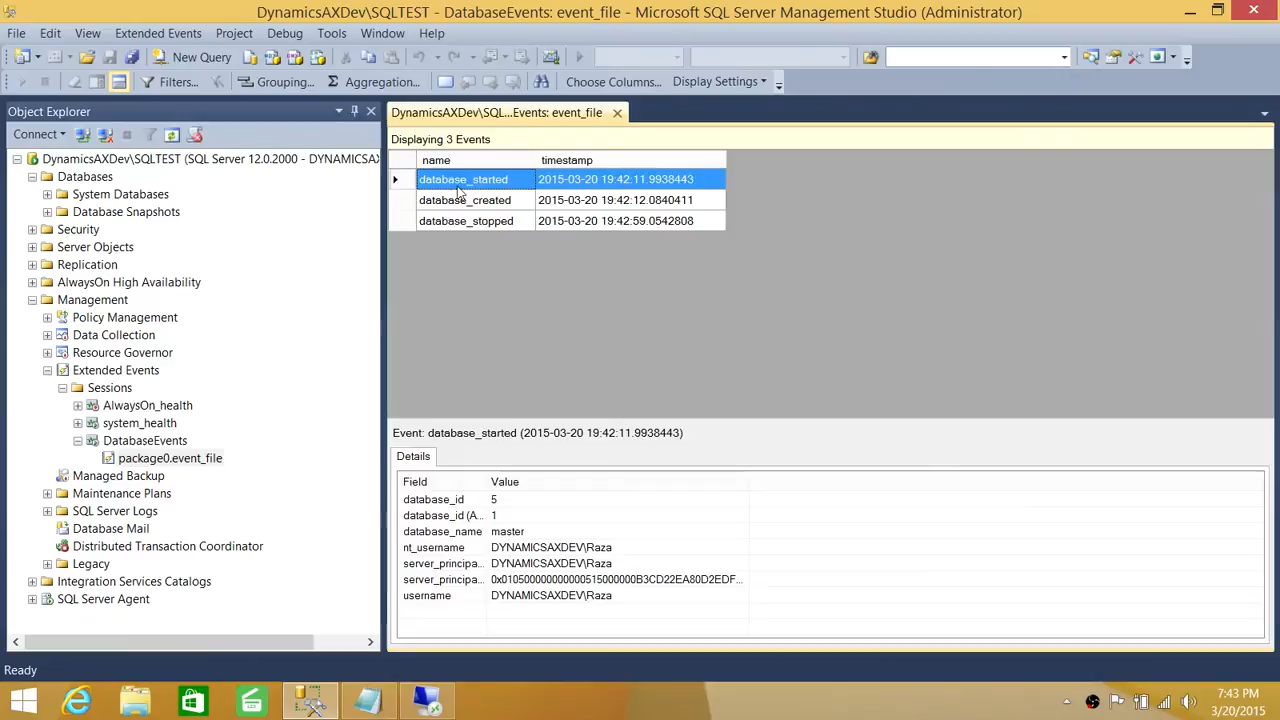 DynamicsAXDev\SQLTEST - DatabaseEvents: event_file - Microsoft SQL Server Management Studio (Administrator)
File Edit View Extended Events Project Debug Tools Window Help
New Query
Filters... Grouping... Aggregation... Choose Columns... Display Settings
Object Explorer
Connect
DynamicsAXDev\SQLTEST (SQL Server 12.0.2000 - DYNAMICSAX
Databases
System Databases
Database Snapshots
Security
Server Objects
Replication
AlwaysOn High Availability
Management
Policy Management
Data Collection
Resource Governor
Extended Events
Sessions
AlwaysOn_health
system_health
DatabaseEvents
package0.event_file
Managed Backup
Maintenance Plans
SQL Server Logs
Database Mail
Distributed Transaction Coordinator
Legacy
Integration Services Catalogs
SQL Server Agent
DynamicsAXDev\SQL...Events: event_file
Displaying 3 Events
name timestamp
database_started 2015-03-20 19:42:11.9938443
database_created 2015-03-20 19:42:12.0840411
database_stopped 2015-03-20 19:42:59.0542808
Event: database_started (2015-03-20 19:42:11.9938443)
Details
Field Value
database_id 5
database_id (A... 1
database_name master
nt_username DYNAMICSAXDEV\Raza
server_principa... DYNAMICSAXDEV\Raza
server_principa... 0x010500000000000515000000B3CD22EA80D2EDF...
username DYNAMICSAXDEV\Raza
Ready
7:43 PM
3/20/2015